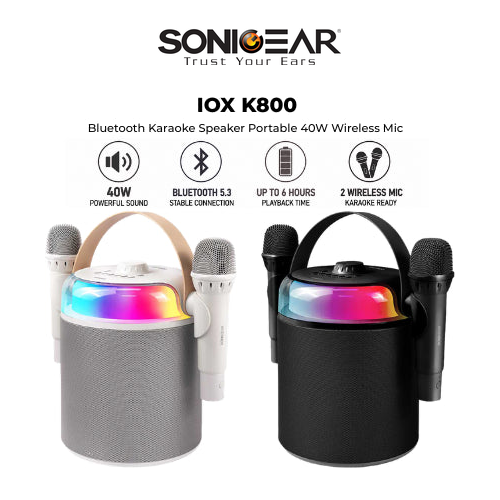 SONICGEAR®
Trust Your Ears
IOX K800
Bluetooth Karaoke Speaker Portable 40W Wireless Mic
40W
POWERFUL SOUND
BLUETOOTH 5.3
STABLE CONNECTION
UP TO 6 HOURS
PLAYBACK TIME
2 WIRELESS MIC
KARAOKE READY